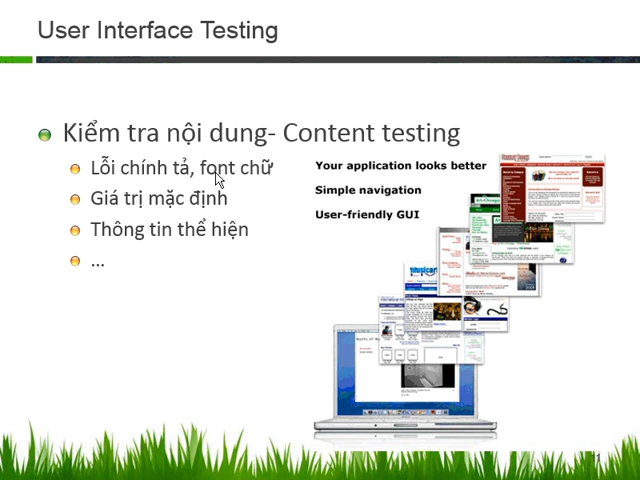 User Interface Testing
Kiểm tra nội dung- Content testing
Lỗi chính tả, font chữ
Giá trị mặc định
Thông tin thể hiện
...
Your application looks better
Simple navigation
User-friendly GUI